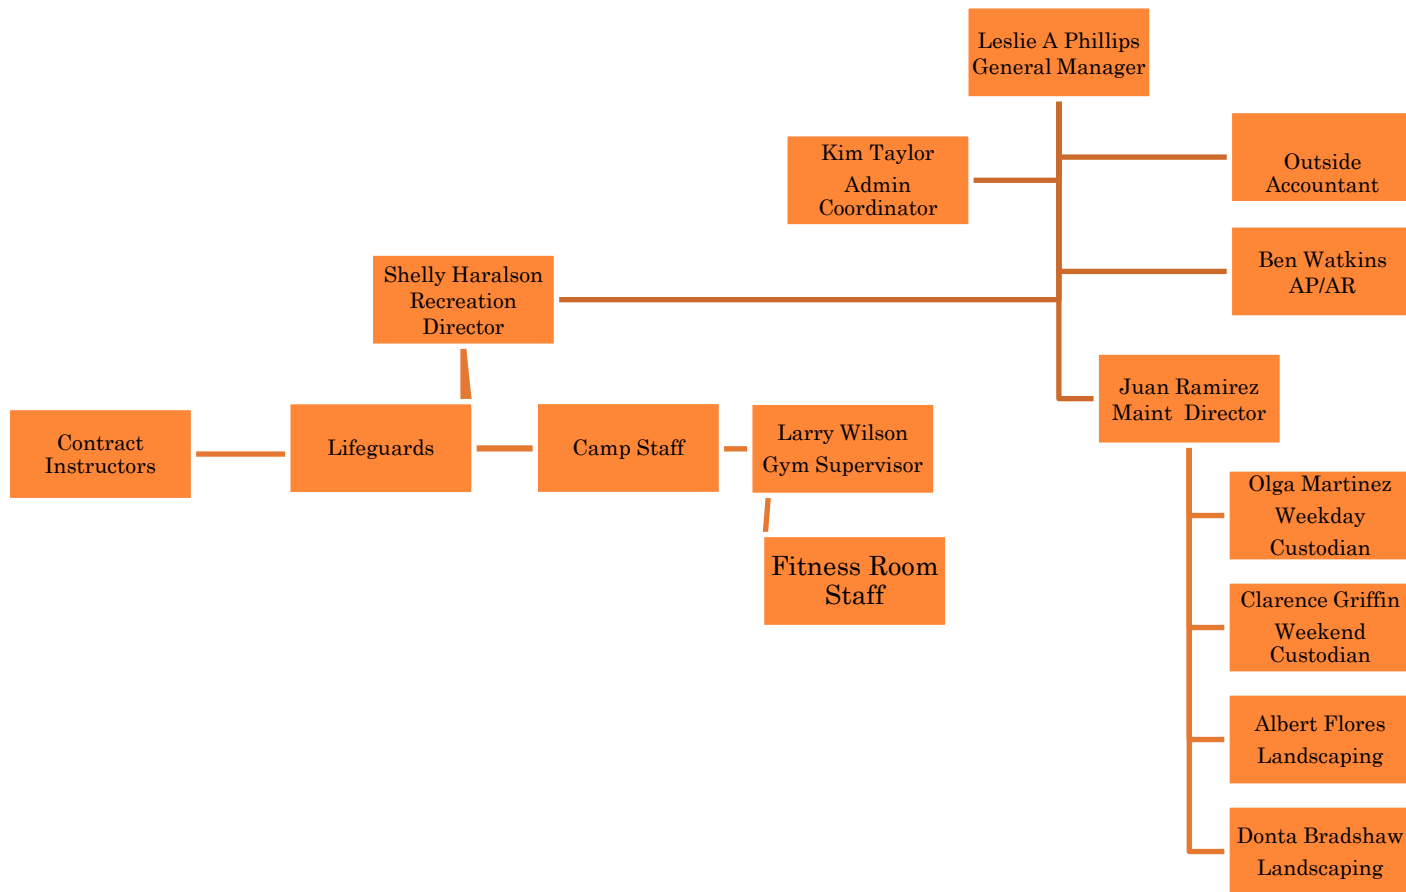 Leslie A Phillips
General Manager
Kim Taylor
Admin
Coordinator
Outside
Accountant
Ben Watkins
AP/AR
Shelly Haralson
Recreation
Director
Juan Ramirez
Maint  Director
Contract
Instructors
Lifeguards
Camp Staff
Larry Wilson
Gym Supervisor
Fitness Room
Staff
Olga Martinez
Weekday
Custodian
Clarence Griffin
Weekend
Custodian
Albert Flores
Landscaping
Donta Bradshaw
Landscaping